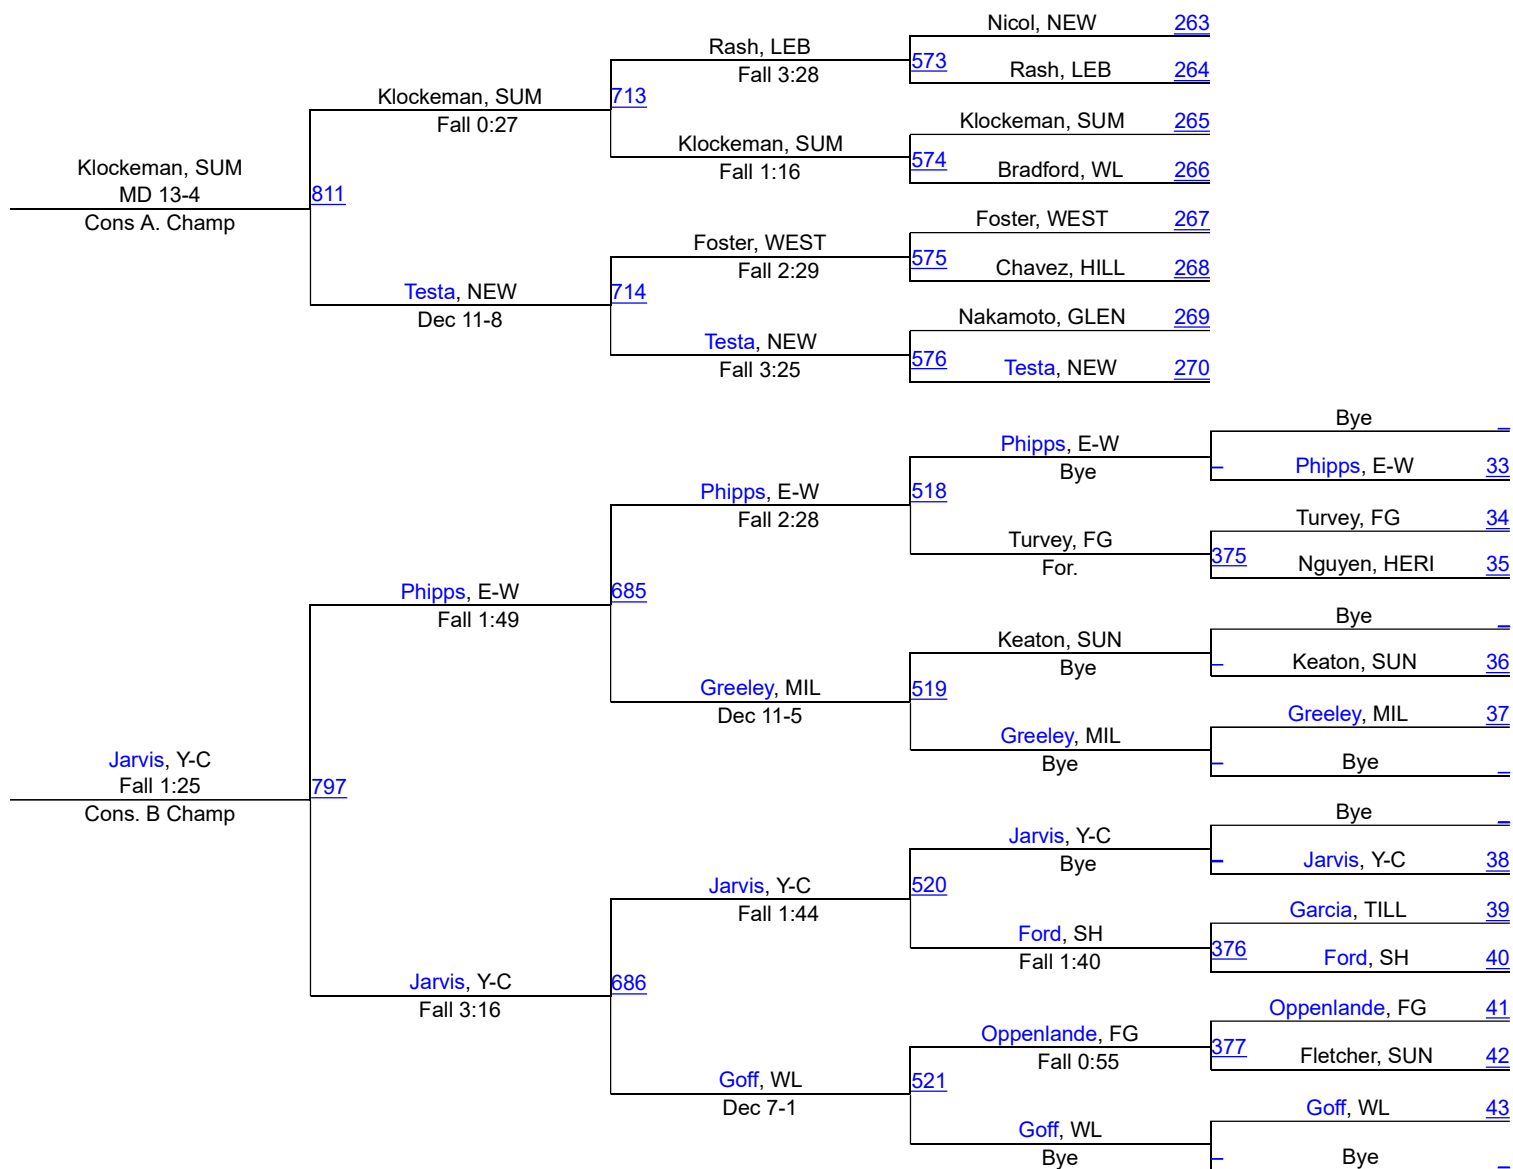 Nicol, NEW 263
Rash, LEB
Fall 3:28
573
Rash, LEB 264
Klockeman, SUM
Fall 0:27
713
Klockeman, SUM 265
Klockeman, SUM
Fall 1:16
574
Bradford, WL 266
Klockeman, SUM
MD 13-4
Cons A. Champ
811
Foster, WEST 267
Foster, WEST
Fall 2:29
575
Chavez, HILL 268
Testa, NEW
Dec 11-8
714
Nakamoto, GLEN 269
Testa, NEW
Fall 3:25
576
Testa, NEW 270
Bye _
Phipps, E-W
Bye
_
Phipps, E-W 33
Phipps, E-W
Fall 2:28
518
Turvey, FG 34
Turvey, FG
For.
375
Nguyen, HERI 35
Phipps, E-W
Fall 1:49
685
Bye _
Keaton, SUN
Bye
_
Keaton, SUN 36
Greeley, MIL
Dec 11-5
519
Greeley, MIL 37
Greeley, MIL
Bye
_
Bye _
Jarvis, Y-C
Fall 1:25
Cons. B Champ
797
Bye _
Jarvis, Y-C
Bye
_
Jarvis, Y-C 38
Jarvis, Y-C
Fall 1:44
520
Garcia, TILL 39
Ford, SH
Fall 1:40
376
Ford, SH 40
Jarvis, Y-C
Fall 3:16
686
Oppenlande, FG 41
Oppenlande, FG
Fall 0:55
377
Fletcher, SUN 42
Goff, WL
Dec 7-1
521
Goff, WL 43
Goff, WL
Bye
_
Bye _